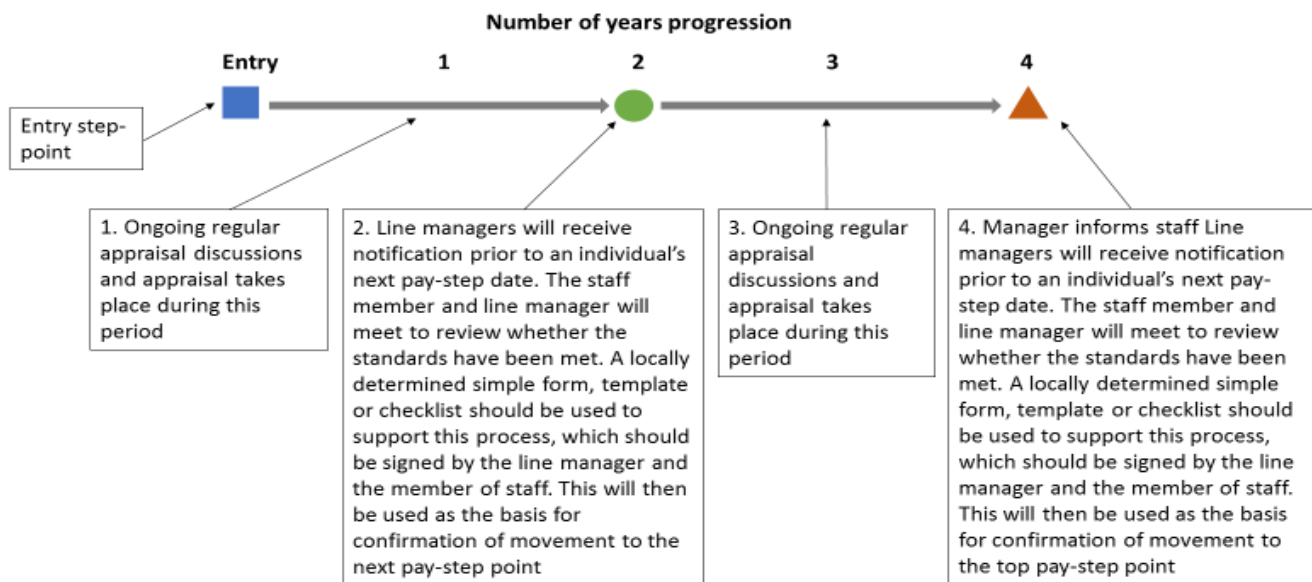 Number of years progression
Entry 1 2 3 4
Entry step-
point
1. Ongoing regular
appraisal discussions
and appraisal takes
place during this
period
2. Line managers will receive
notification prior to an individual's
next pay-step date. The staff
member and line manager will
meet to review whether the
standards have been met. A locally
determined simple form, template
or checklist should be used to
support this process, which should
be signed by the line manager and
the member of staff. This will then
be used as the basis for
confirmation of movement to the
next pay-step point
3. Ongoing regular
appraisal
discussions and
appraisal takes
place during this
period
4. Manager informs staff Line
managers will receive notification
prior to an individual's next pay-
step date. The staff member and
line manager will meet to review
whether the standards have been
met. A locally determined simple
form, template or checklist should
be used to support this process,
which should be signed by the line
manager and the member of staff.
This will then be used as the basis
for confirmation of movement to
the top pay-step point